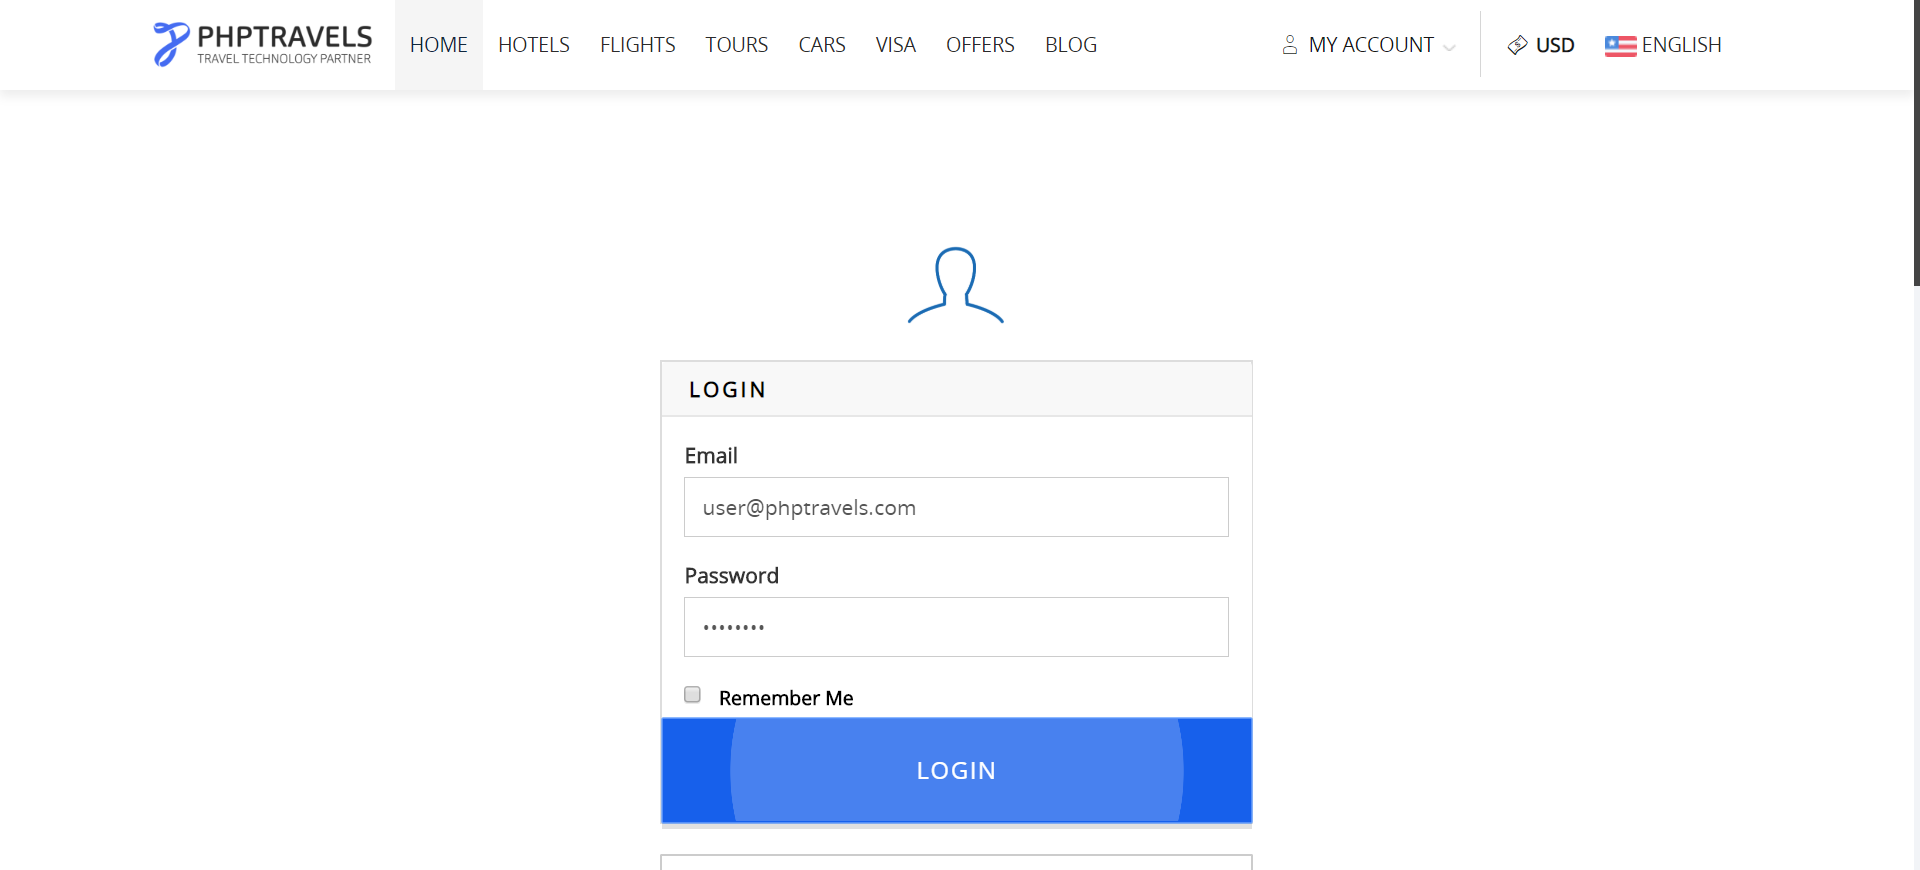 PHPTRAVELS
TRAVEL TECHNOLOGY PARTNER
HOME HOTELS FLIGHTS TOURS CARS VISA OFFERS BLOG MY ACCOUNT USD ENGLISH
LOGIN
Email
user@phptravels.com
Password
••••••••
Remember Me
LOGIN